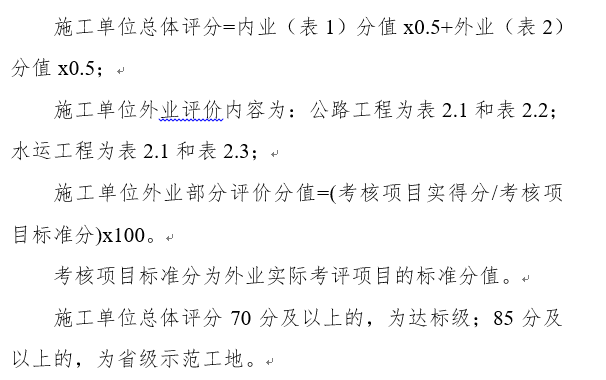 施工单位总体评分=内业（表 1）分值 x0.5+外业（表 2）
分值 x0.5；
施工单位外业评价内容为：公路工程为表 2.1 和表 2.2；
水运工程为表 2.1 和表 2.3；
施工单位外业部分评价分值=(考核项目实得分/考核项
目标准分)x100。
考核项目标准分为外业实际考评项目的标准分值。
施工单位总体评分 70 分及以上的，为达标级；85 分及
以上的，为省级示范工地。